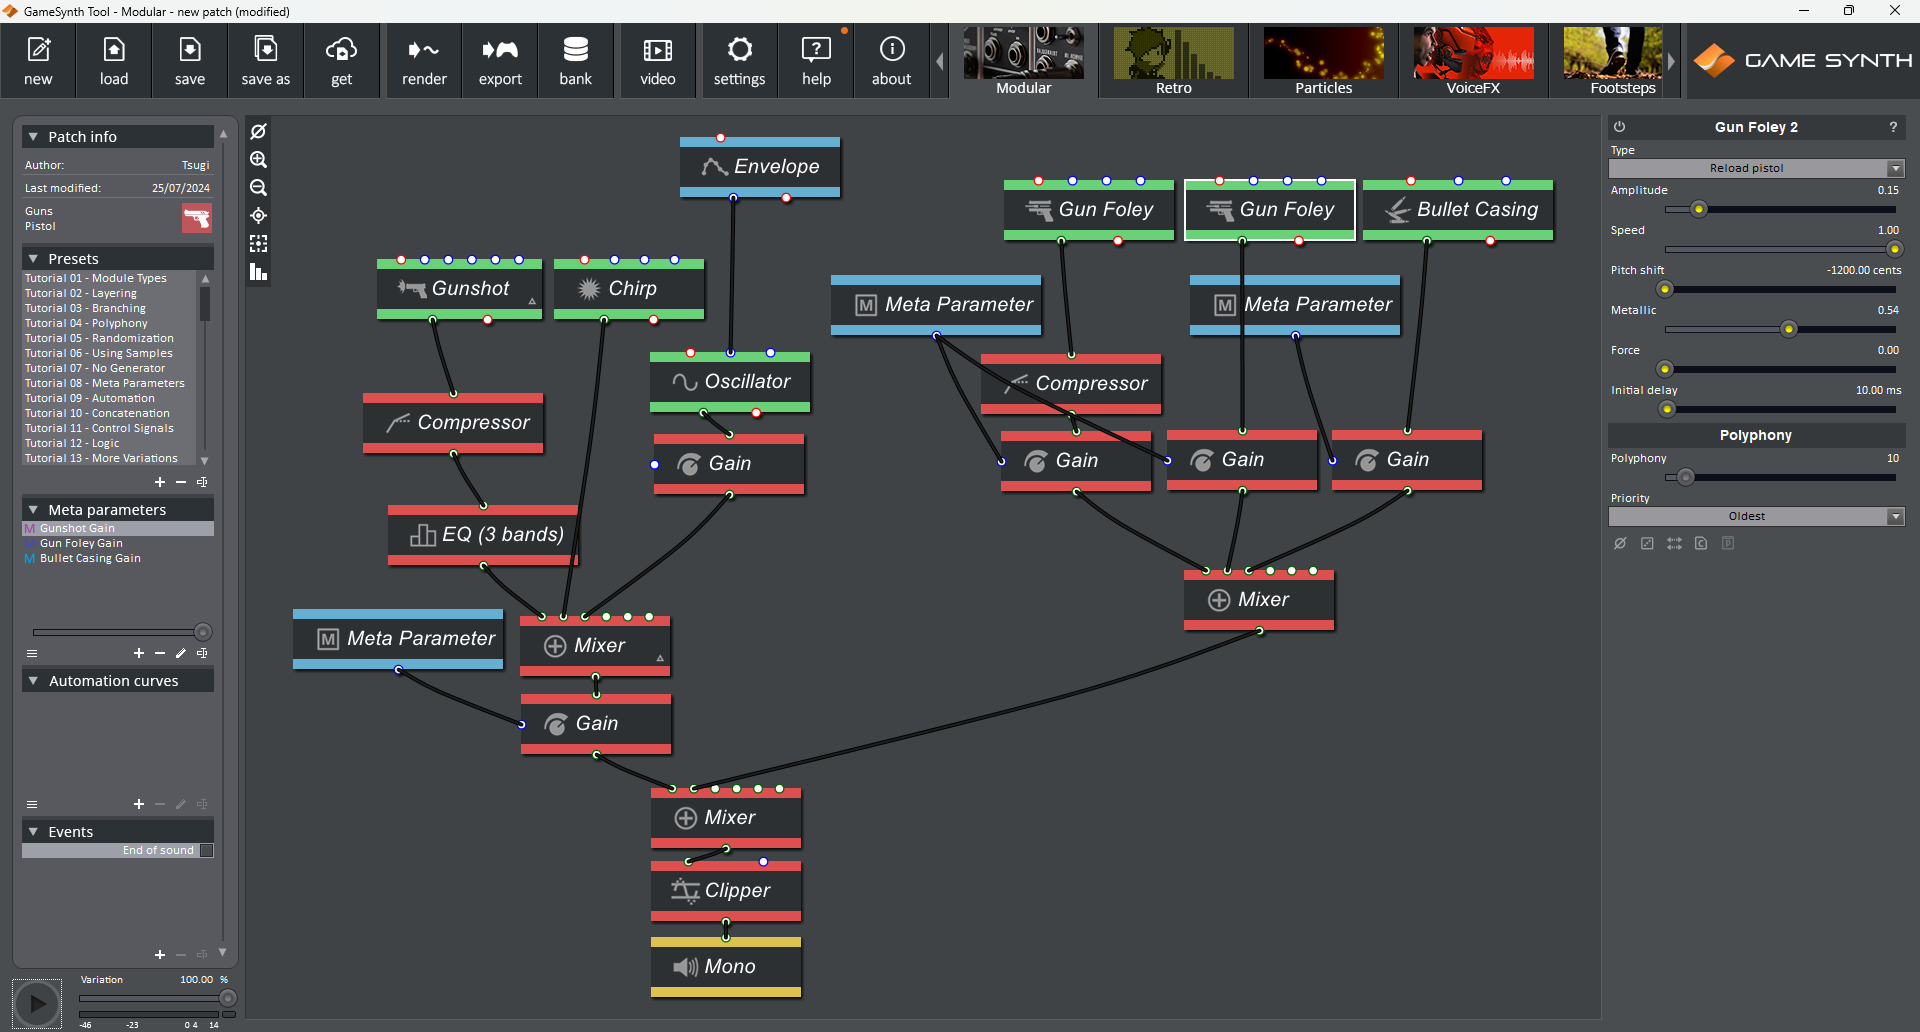 GameSynth Tool - Modular - new patch (modified)
new
load
save
save as
get
render
export
bank
video
settings
help
about
Modular
Retro
Particles
VoiceFX
Footsteps
GAME SYNTH
Patch info
Author: Tsugi
Last modified: 25/07/2024
Guns
Pistol
Presets
Tutorial 01 - Module Types
Tutorial 02 - Layering
Tutorial 03 - Branching
Tutorial 04 - Polyphony
Tutorial 05 - Randomization
Tutorial 06 - Using Samples
Tutorial 07 - No Generator
Tutorial 08 - Meta Parameters
Tutorial 09 - Automation
Tutorial 10 - Concatenation
Tutorial 11 - Control Signals
Tutorial 12 - Logic
Tutorial 13 - More Variations
Meta parameters
M Gunshot Gain
M Gun Foley Gain
M Bullet Casing Gain
Automation curves
Events
End of sound
Variation 100.00 %
-46 -23 0 4 14
Envelope
Gun Foley
Gun Foley
Bullet Casing
Gunshot
Chirp
M Meta Parameter
M Meta Parameter
Oscillator
Compressor
Compressor
Gain
Gain
Gain
Gain
EQ (3 bands)
Mixer
M Meta Parameter
Mixer
Gain
Mixer
Clipper
Mono
Gun Foley 2 ?
Type
Reload pistol
Amplitude 0.15
Speed 1.00
Pitch shift -1200.00 cents
Metallic 0.54
Force 0.00
Initial delay 10.00 ms
Polyphony
Polyphony 10
Priority
Oldest